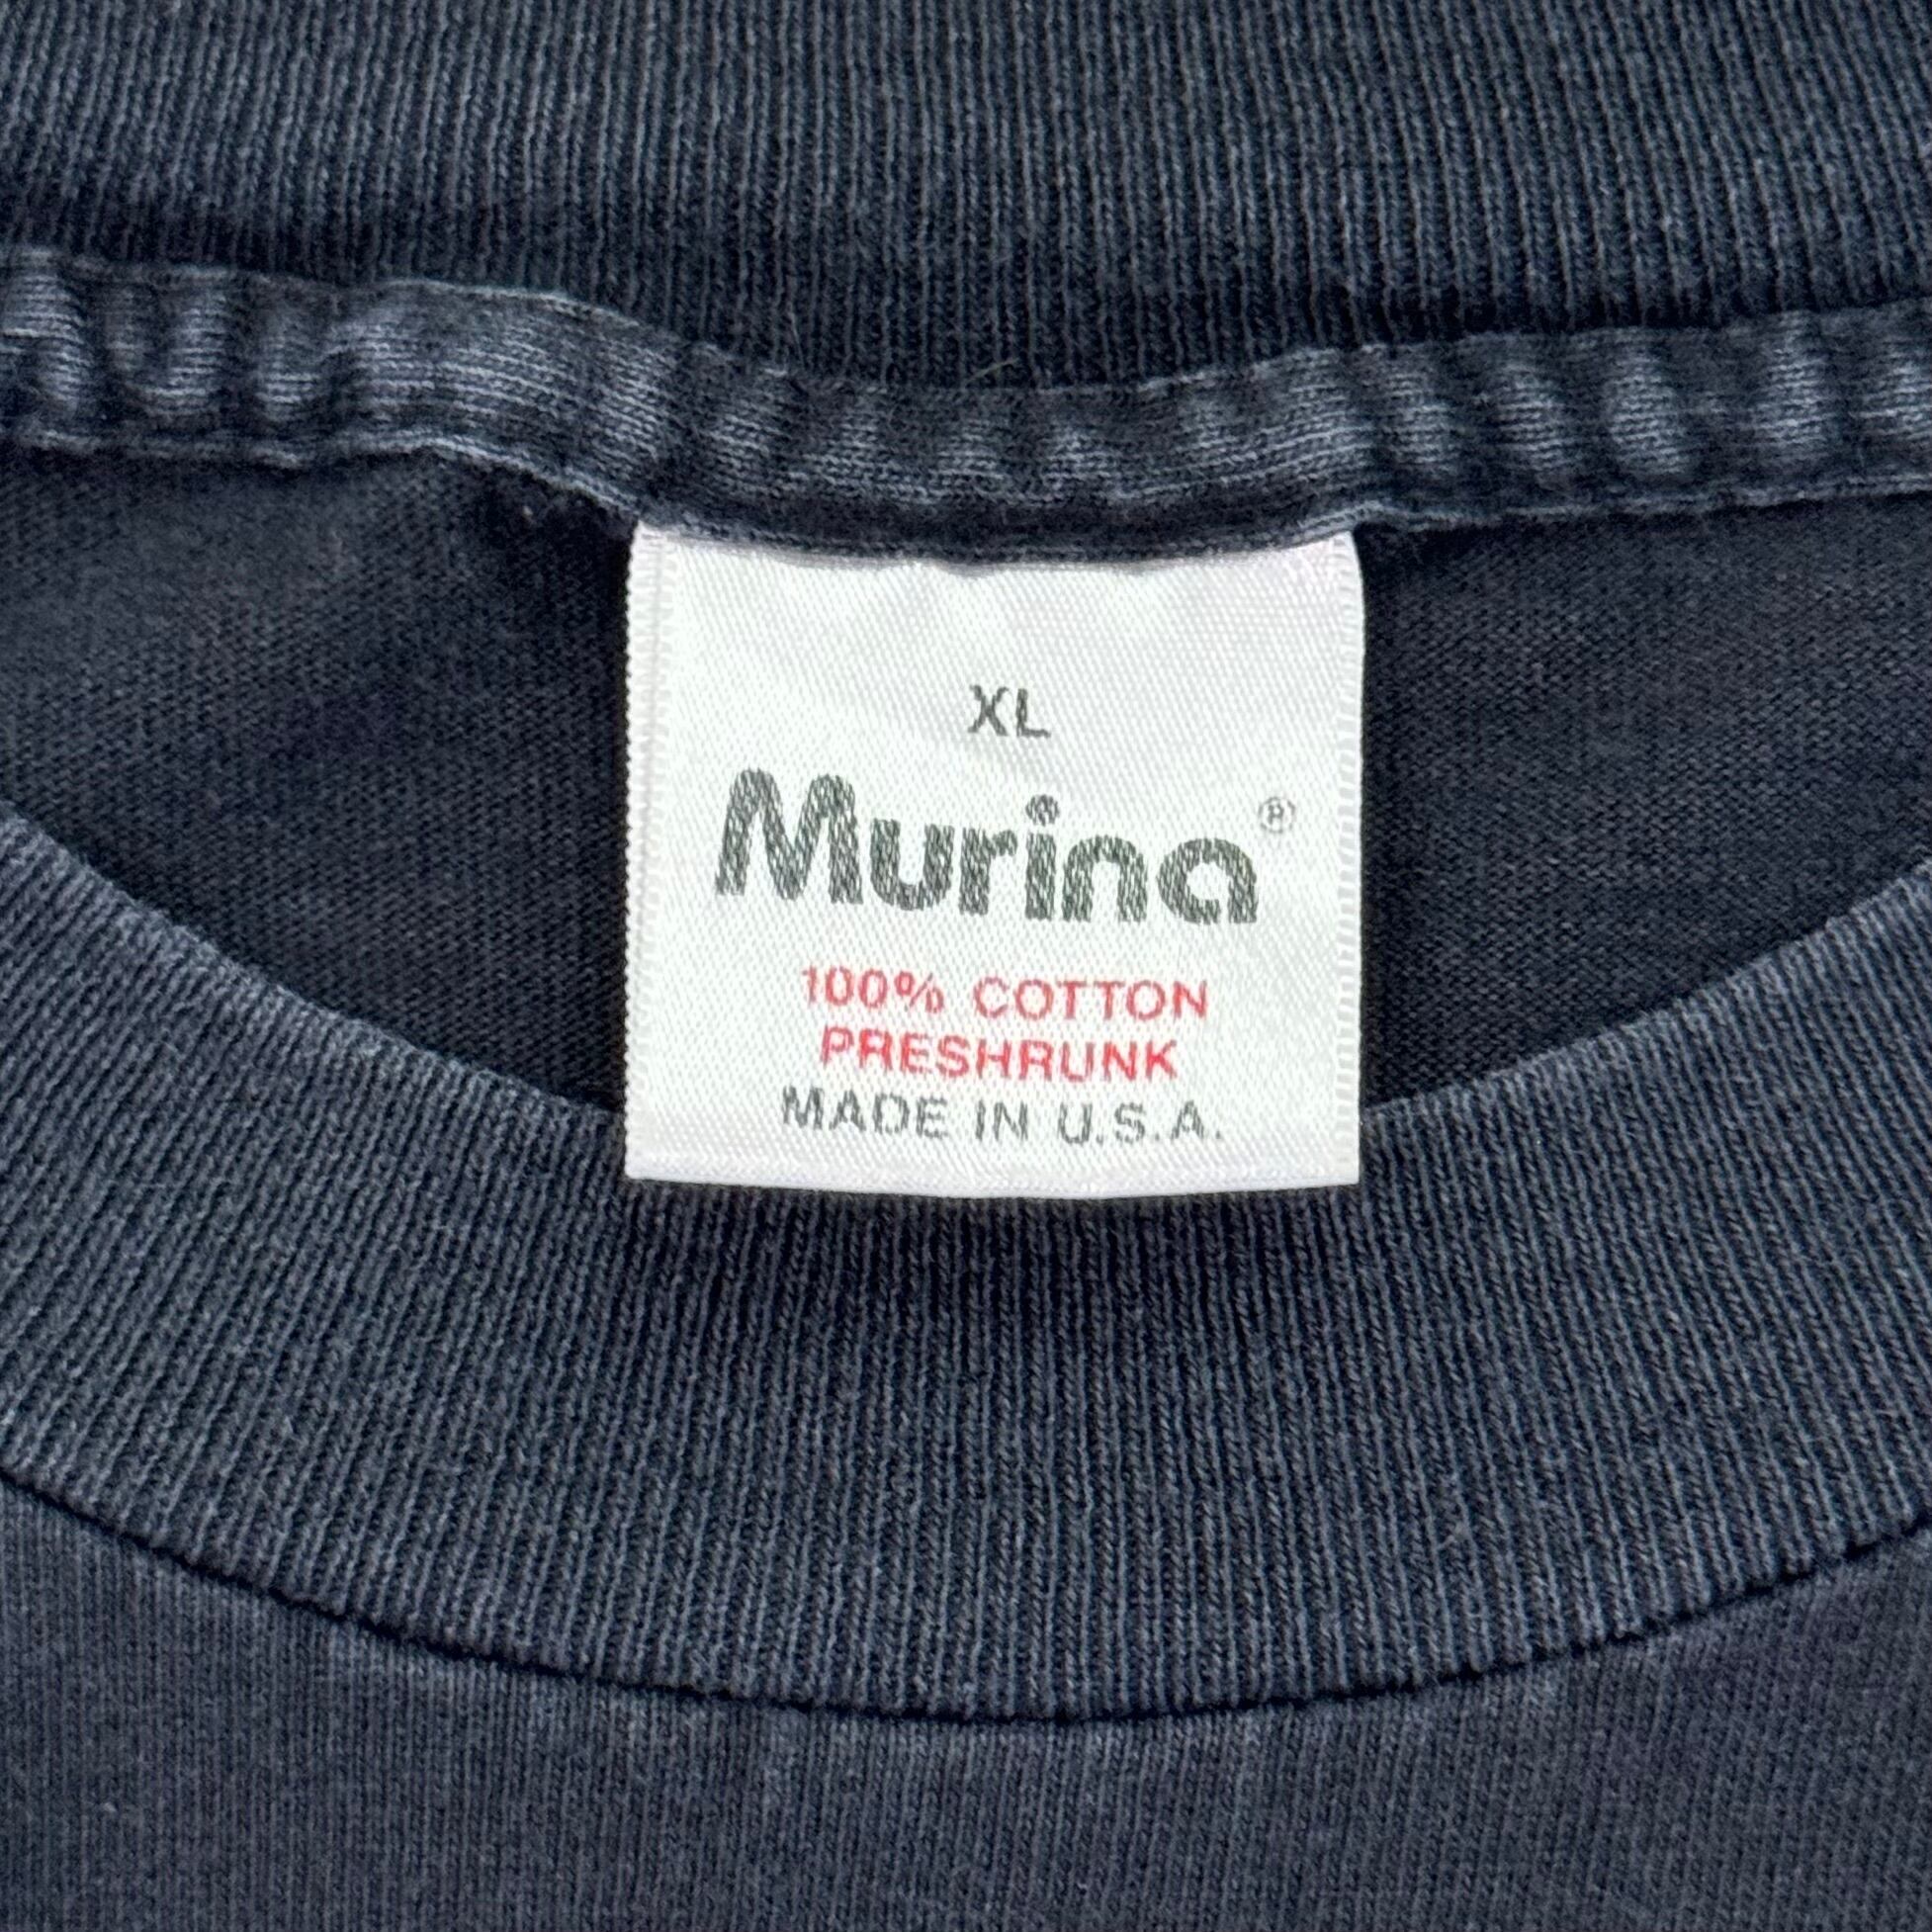 XL
Murina®
100% COTTON
PRESHRUNK
MADE IN U.S.A.